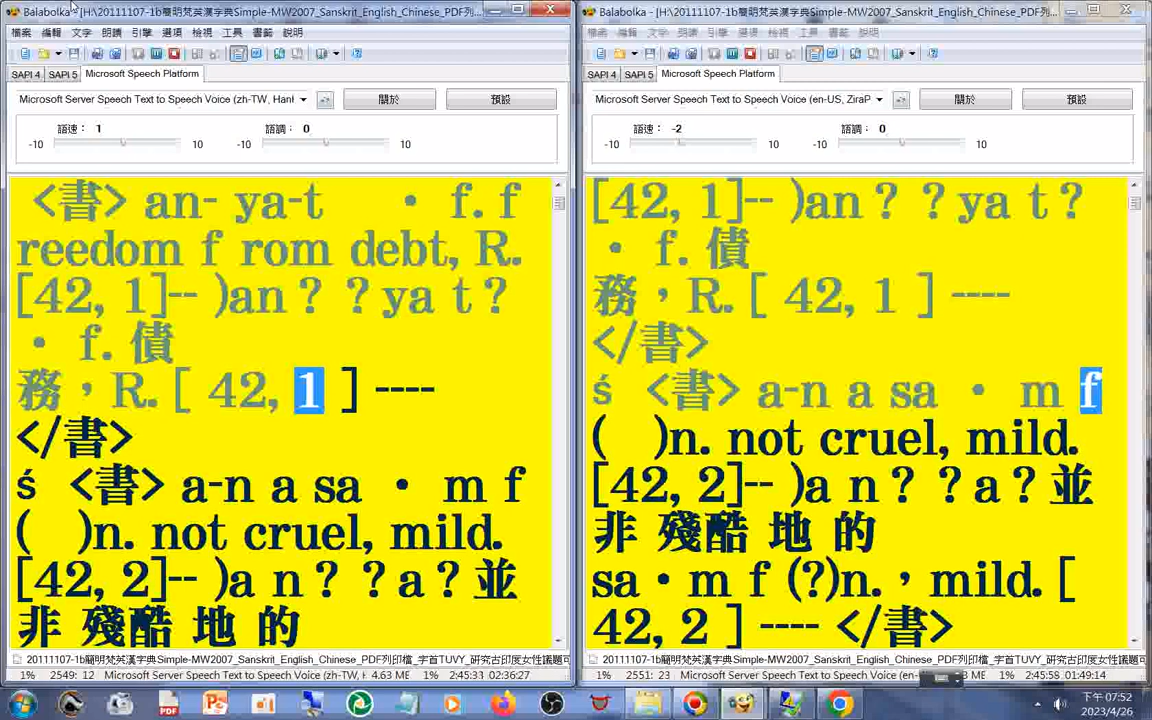 Balabolka - [H:\20111107-1b簡明梵英漢字典Simple-MW2007_Sanskrit_English_Chinese_PDF列...
檔案 編輯 文字 朗讀 引擎 選項 檢視 工具 書籤 說明
SAPI 4 SAPI 5 Microsoft Speech Platform
Microsoft Server Speech Text to Speech Voice (zh-TW, Hanl 關於 預設
語速： 1 語調： 0
-10 10 -10 10
<書> an- ya-t • f. f
reedom f rom debt, R.
[42, 1]-- )an？？ya t？
• f. 債
務，R. [ 42, 1 ] ----
</書>
ś <書> a-n a sa • m f
( )n. not cruel, mild.
[42, 2]-- )a n？？a？並
非 殘酷 地 的
20111107-1b簡明梵英漢字典Simple-MW2007_Sanskrit_English_Chinese_PDF列印檔_字首TUVY_研究古印度女性議題可
1% 2549: 12 Microsoft Server Speech Text to Speech Voice (zh-TW, H 4.63 ME 1% 2:45:33 02:36:27
Balabolka - [H:\20111107-1b簡明梵英漢字典Simple-MW2007_Sanskrit_English_Chinese_PDF列印...
檔案 編輯 文字 朗讀 引擎 選項 檢視 工具 書籤 說明
SAPI 4 SAPI 5 Microsoft Speech Platform
Microsoft Server Speech Text to Speech Voice (en-US, ZiraP 關於 預設
語速： -2 語調： 0
-10 10 -10 10
[42, 1]-- )an？？ya t？
• f. 債
務，R. [ 42, 1 ] ----
</書>
ś <書> a-n a sa • m f
( )n. not cruel, mild.
[42, 2]-- )a n？？a？並
非 殘酷 地 的
sa • m f (?)n.，mild. [
42, 2 ] ---- </書>
20111107-1b簡明梵英漢字典Simple-MW2007_Sanskrit_English_Chinese_PDF列印檔_字首TUVY_研究古印度女性議題可
1% 2551: 23 Microsoft Server Speech Text to Speech Voice (en-US, 4.63 ME 1% 2:45:58 01:49:14
下午 07:52
2023/4/26